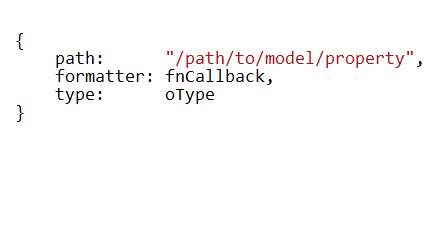 {
    path:      "/path/to/model/property",
    formatter: fnCallback,
    type:      oType
}